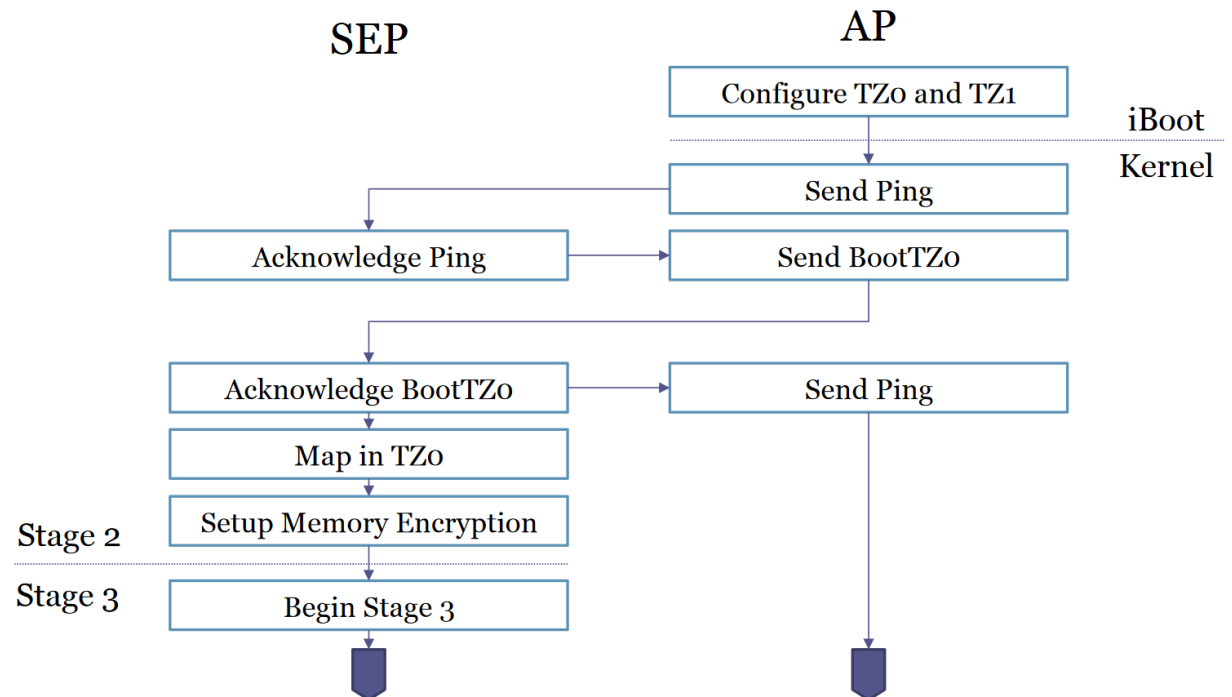 SEP
AP
Configure TZ0 and TZ1
iBoot
Kernel
Send Ping
Acknowledge Ping
Send BootTZ0
Acknowledge BootTZ0
Send Ping
Map in TZ0
Setup Memory Encryption
Stage 2
Stage 3
Begin Stage 3